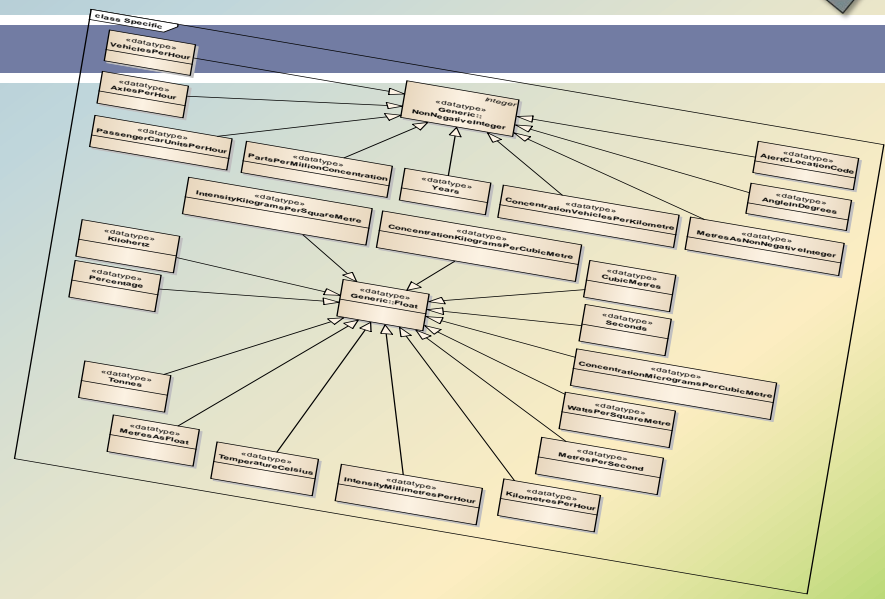 class Specific
«datatype»
VehiclesPerHour
«datatype»
AxlesPerHour
«datatype»
PassengerCarUnitsPerHour
Integer
«datatype»
Generic::
NonNegativeInteger
«datatype»
PartsPerMillionConcentration
«datatype»
Years
«datatype»
ConcentrationVehiclesPerKilometre
«datatype»
AlertCLocationCode
«datatype»
AngleInDegrees
«datatype»
MetresAsNonNegativeInteger
«datatype»
IntensityKilogramsPerSquareMetre
«datatype»
ConcentrationKilogramsPerCubicMetre
«datatype»
Kilohertz
«datatype»
Percentage
«datatype»
Generic::Float
«datatype»
CubicMetres
«datatype»
Seconds
«datatype»
ConcentrationMicrogramsPerCubicMetre
«datatype»
WattsPerSquareMetre
«datatype»
MetresPerSecond
«datatype»
KilometresPerHour
«datatype»
Tonnes
«datatype»
MetresAsFloat
«datatype»
TemperatureCelsius
«datatype»
IntensityMillimetresPerHour